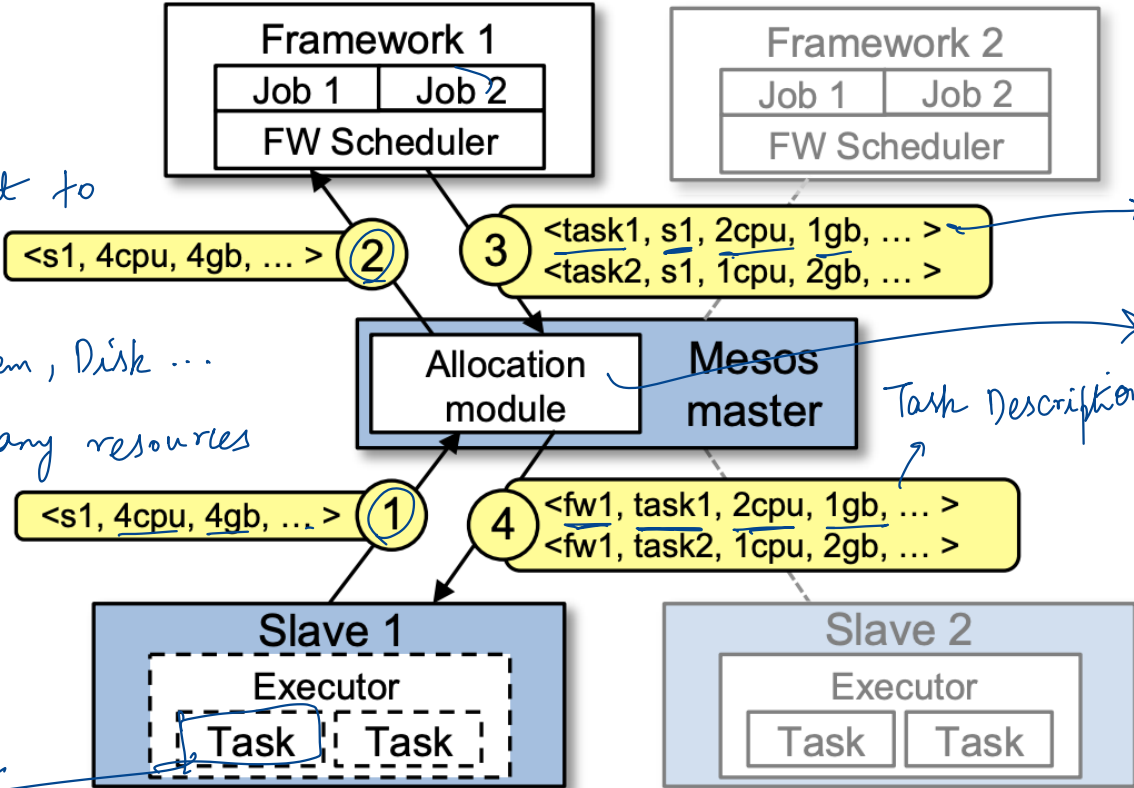 Framework 1
Job 1 Job 2
FW Scheduler
Framework 2
Job 1 Job 2
FW Scheduler
to
<s1, 4cpu, 4gb, ... >
2
3
<task1, s1, 2cpu, 1gb, ... >
<task2, s1, 1cpu, 2gb, ... >
Allocation
module
Mesos
master
, Disk ...
Task Description
any resources
<s1, 4cpu, 4gb, ... >
1
4
<fw1, task1, 2cpu, 1gb, ... >
<fw1, task2, 1cpu, 2gb, ... >
Slave 1
Executor
Task Task
Slave 2
Executor
Task Task